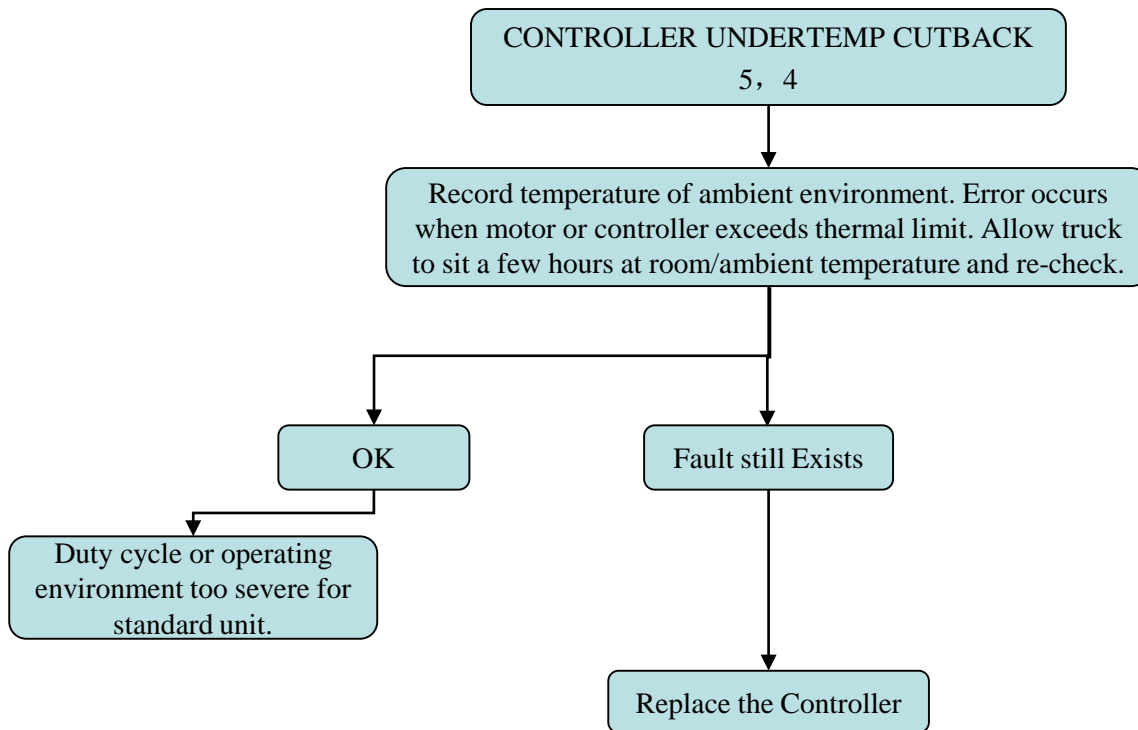 CONTROLLER UNDERTEMP CUTBACK
5，4
Record temperature of ambient environment. Error occurs
when motor or controller exceeds thermal limit. Allow truck
to sit a few hours at room/ambient temperature and re-check.
OK
Fault still Exists
Duty cycle or operating
environment too severe for
standard unit.
Replace the Controller